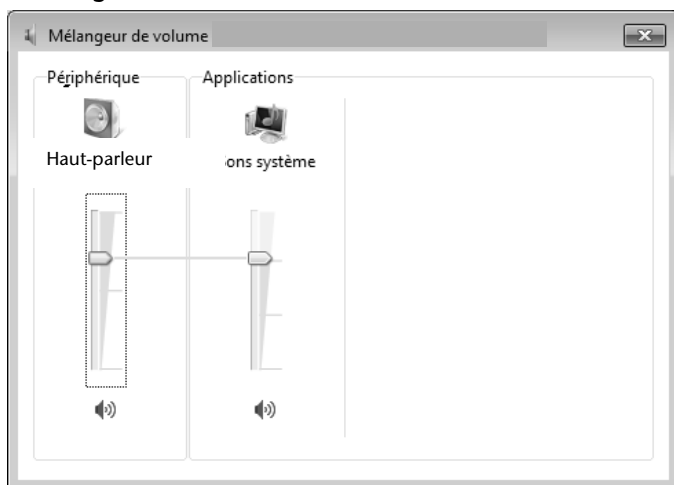 Mélangeur de volume
Périphérique
Applications
Haut-parleur
ons système